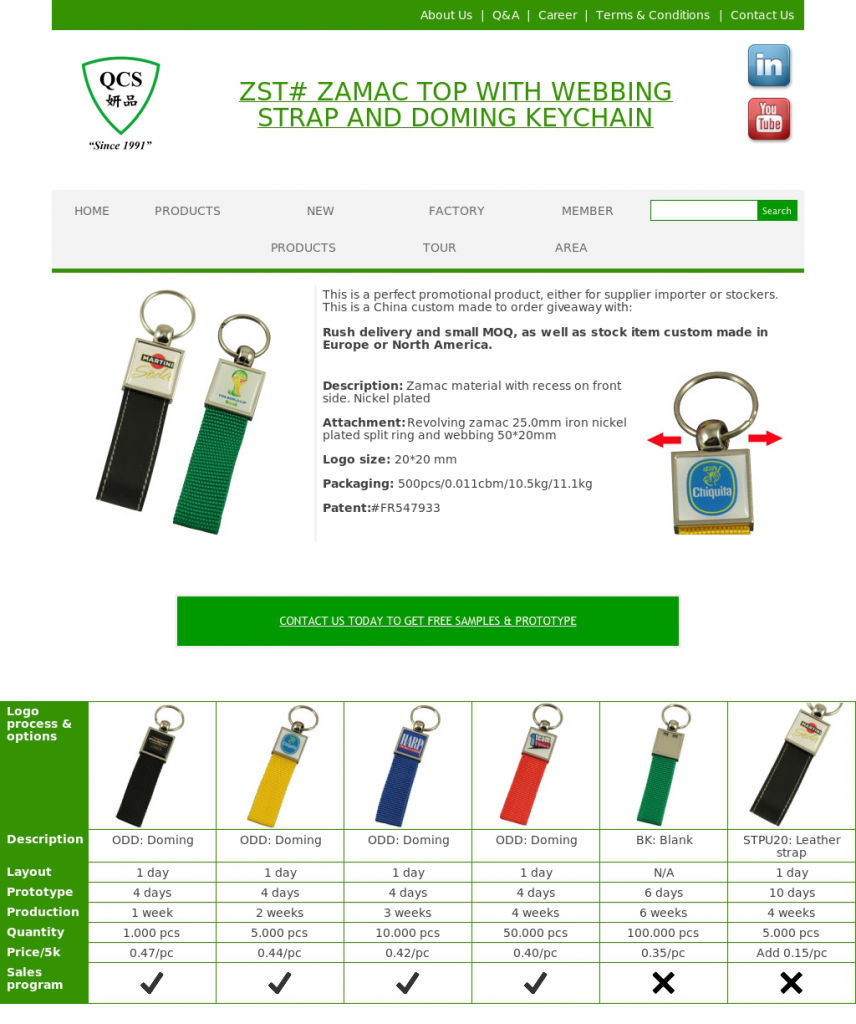 About Us | Q&A | Career | Terms & Conditions | Contact Us
QCS
妍品
“Since 1991”
ZST# ZAMAC TOP WITH WEBBING
STRAP AND DOMING KEYCHAIN
in
You
Tube
HOME PRODUCTS NEW FACTORY MEMBER Search
PRODUCTS TOUR AREA
MARTINI
Soda
This is a perfect promotional product, either for supplier importer or stockers.
This is a China custom made to order giveaway with:
Rush delivery and small MOQ, as well as stock item custom made in
Europe or North America.
Description: Zamac material with recess on front
side. Nickel plated
Attachment: Revolving zamac 25.0mm iron nickel
plated split ring and webbing 50*20mm
Logo size: 20*20 mm
Packaging: 500pcs/0.011cbm/10.5kg/11.1kg
Patent:#FR547933
Chiquita
CONTACT US TODAY TO GET FREE SAMPLES & PROTOTYPE
Logo
process &
options
HARP
Description ODD: Doming ODD: Doming ODD: Doming ODD: Doming BK: Blank STPU20: Leather
strap
Layout 1 day 1 day 1 day 1 day N/A 1 day
Prototype 4 days 4 days 4 days 4 days 6 days 10 days
Production 1 week 2 weeks 3 weeks 4 weeks 6 weeks 4 weeks
Quantity 1.000 pcs 5.000 pcs 10.000 pcs 50.000 pcs 100.000 pcs 5.000 pcs
Price/5k 0.47/pc 0.44/pc 0.42/pc 0.40/pc 0.35/pc Add 0.15/pc
Sales
program